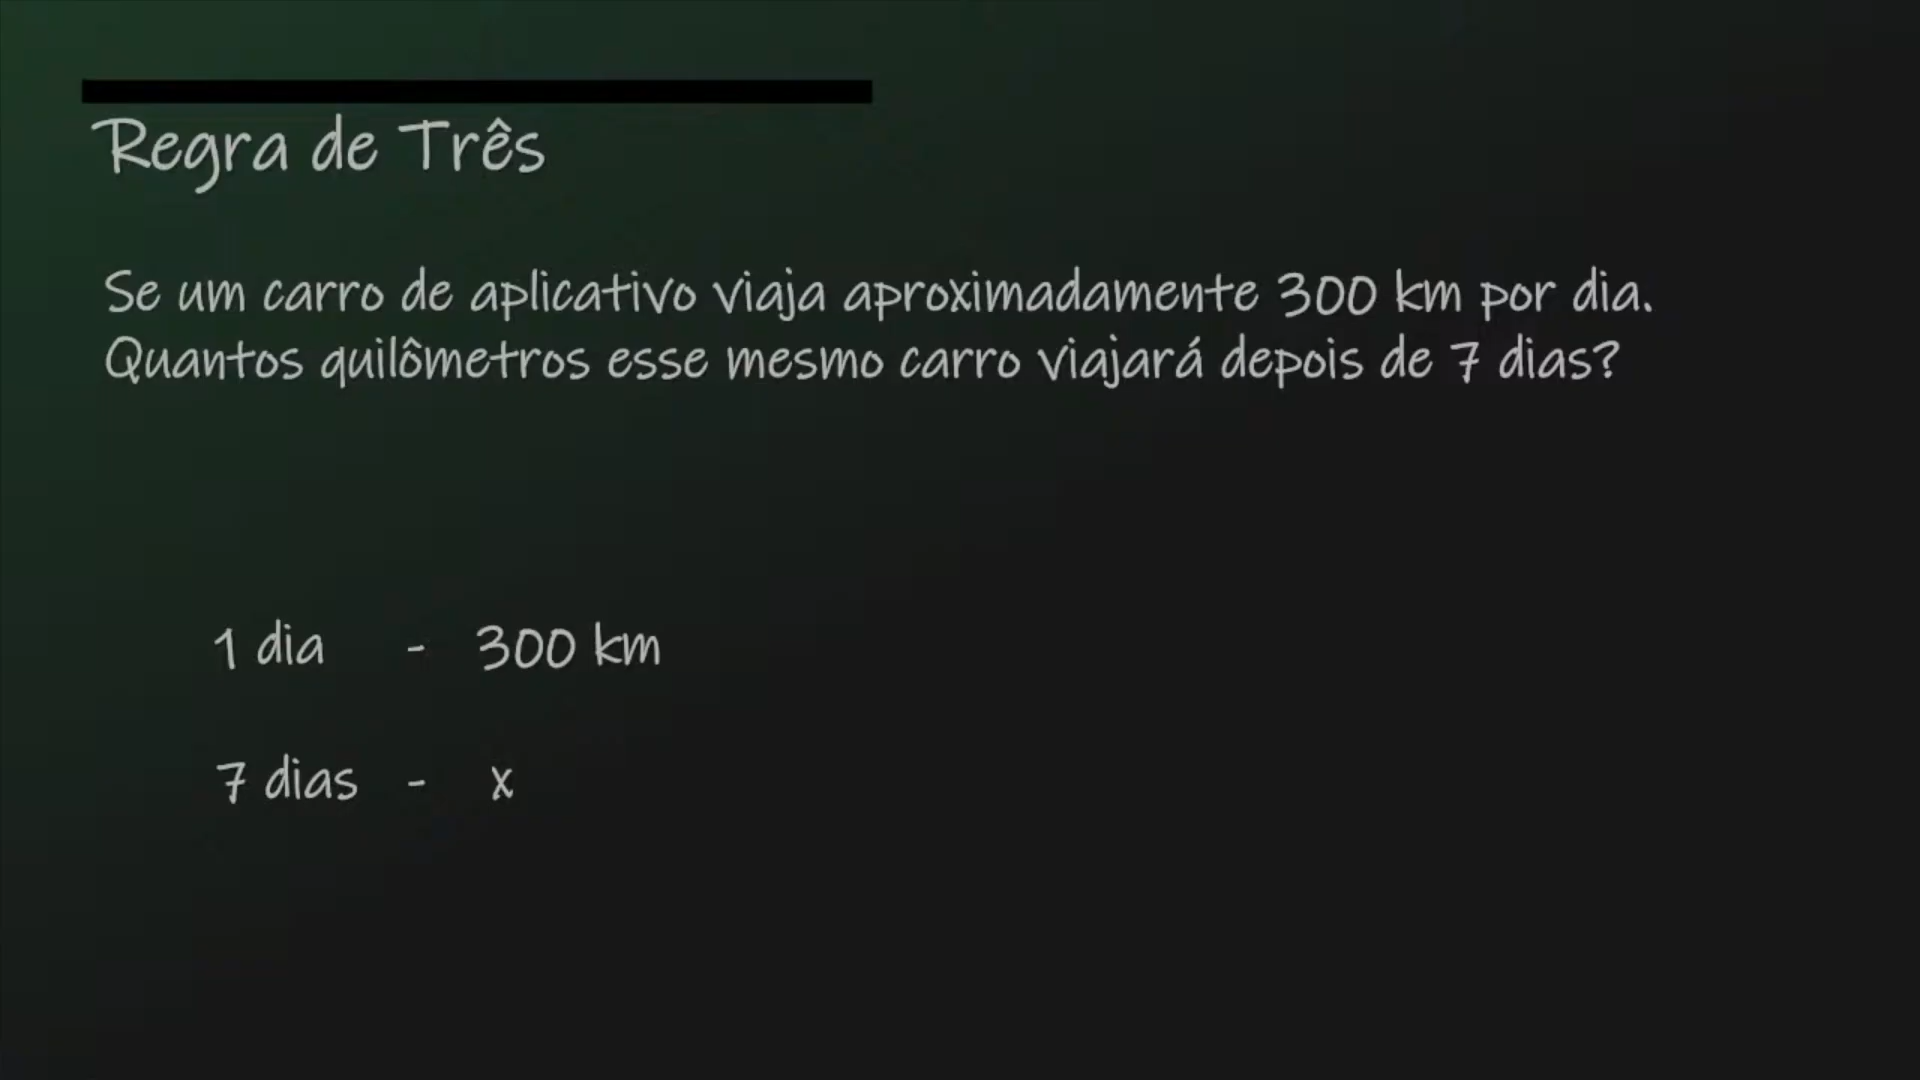 Regra de Três
Se um carro de aplicativo viaja aproximadamente 300 km por dia.
Quantos quilômetros esse mesmo carro viajará depois de 7 dias?
1 dia - 300 km
7 dias - x